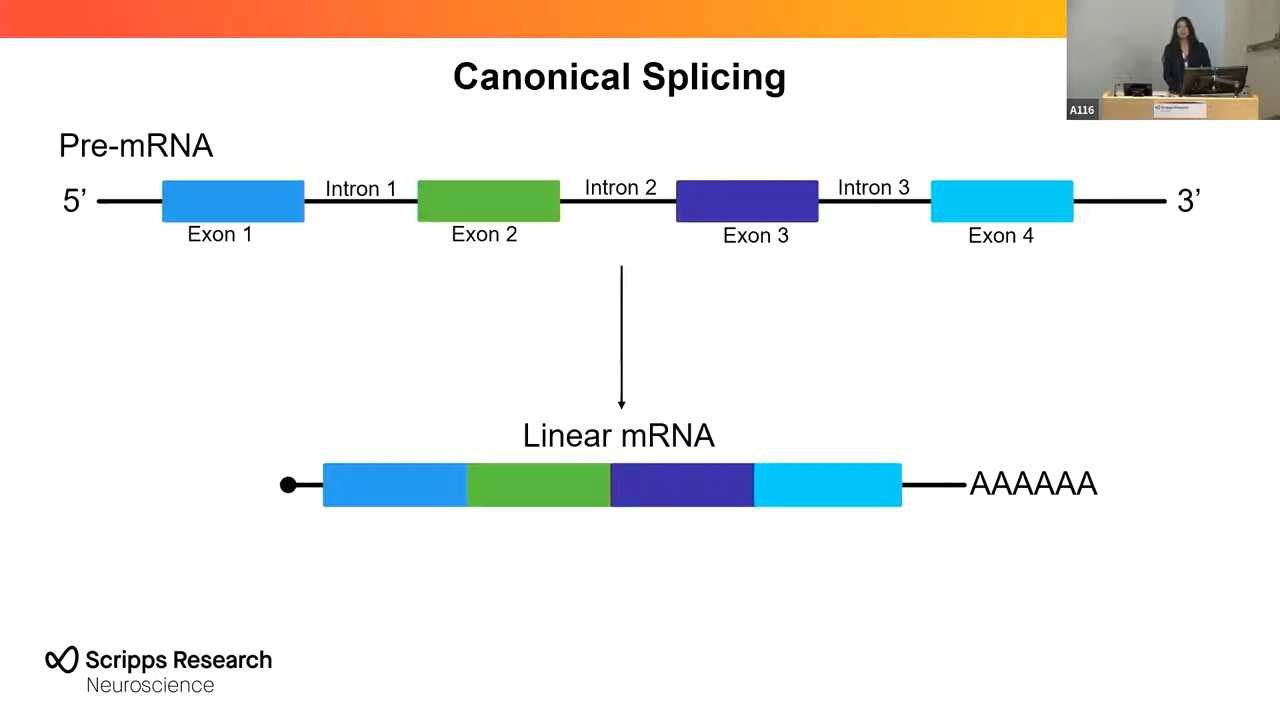 Canonical Splicing
A116
Pre-mRNA
5’
Intron 1
Intron 2
Intron 3
3’
Exon 1
Exon 2
Exon 3
Exon 4
Linear mRNA
AAAAAA
Scripps Research
Neuroscience